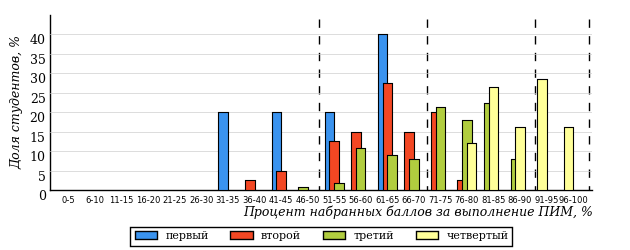 Доля студентов, %
40
35
30
25
20
15
10
5
0
0-5 6-10 11-15 16-20 21-25 26-30 31-35 36-40 41-45 46-50 51-55 56-60 61-65 66-70 71-75 76-80 81-85 86-90 91-95 96-100
Процент набранных баллов за выполнение ПИМ, %
первый второй третий четвертый